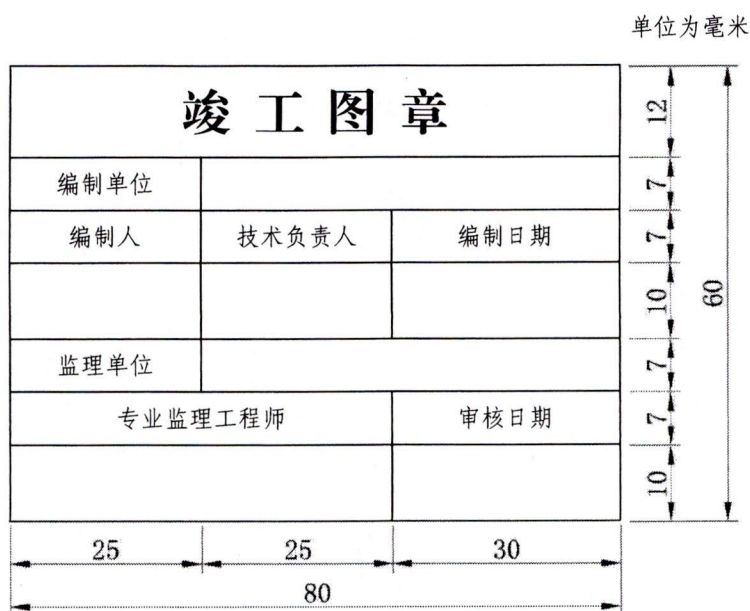 单位为毫米
竣工图章
12
编制单位
7
编制人 技术负责人 编制日期
7
10
60
监理单位
7
专业监理工程师 审核日期
7
10
25 25 30
80